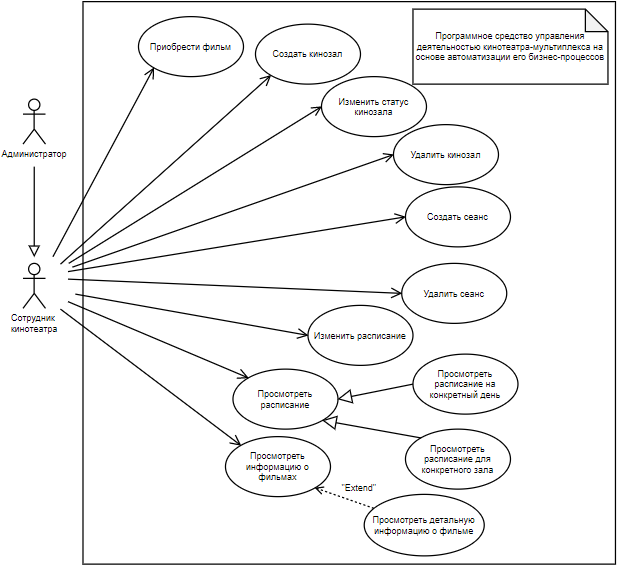 Программное средство управления
деятельностью кинотеатра-мультиплекса на
основе автоматизации его бизнес-процессов
Приобрести фильм
Создать кинозал
Изменить статус
кинозала
Администратор
Удалить кинозал
Создать сеанс
Удалить сеанс
Сотрудник
кинотеатра
Изменить расписание
Просмотреть
расписание
Просмотреть
расписание на
конкретный день
Просмотреть
расписание для
конкретного зала
Просмотреть
информацию о
фильмах
"Extend"
Просмотреть детальную
информацию о фильме